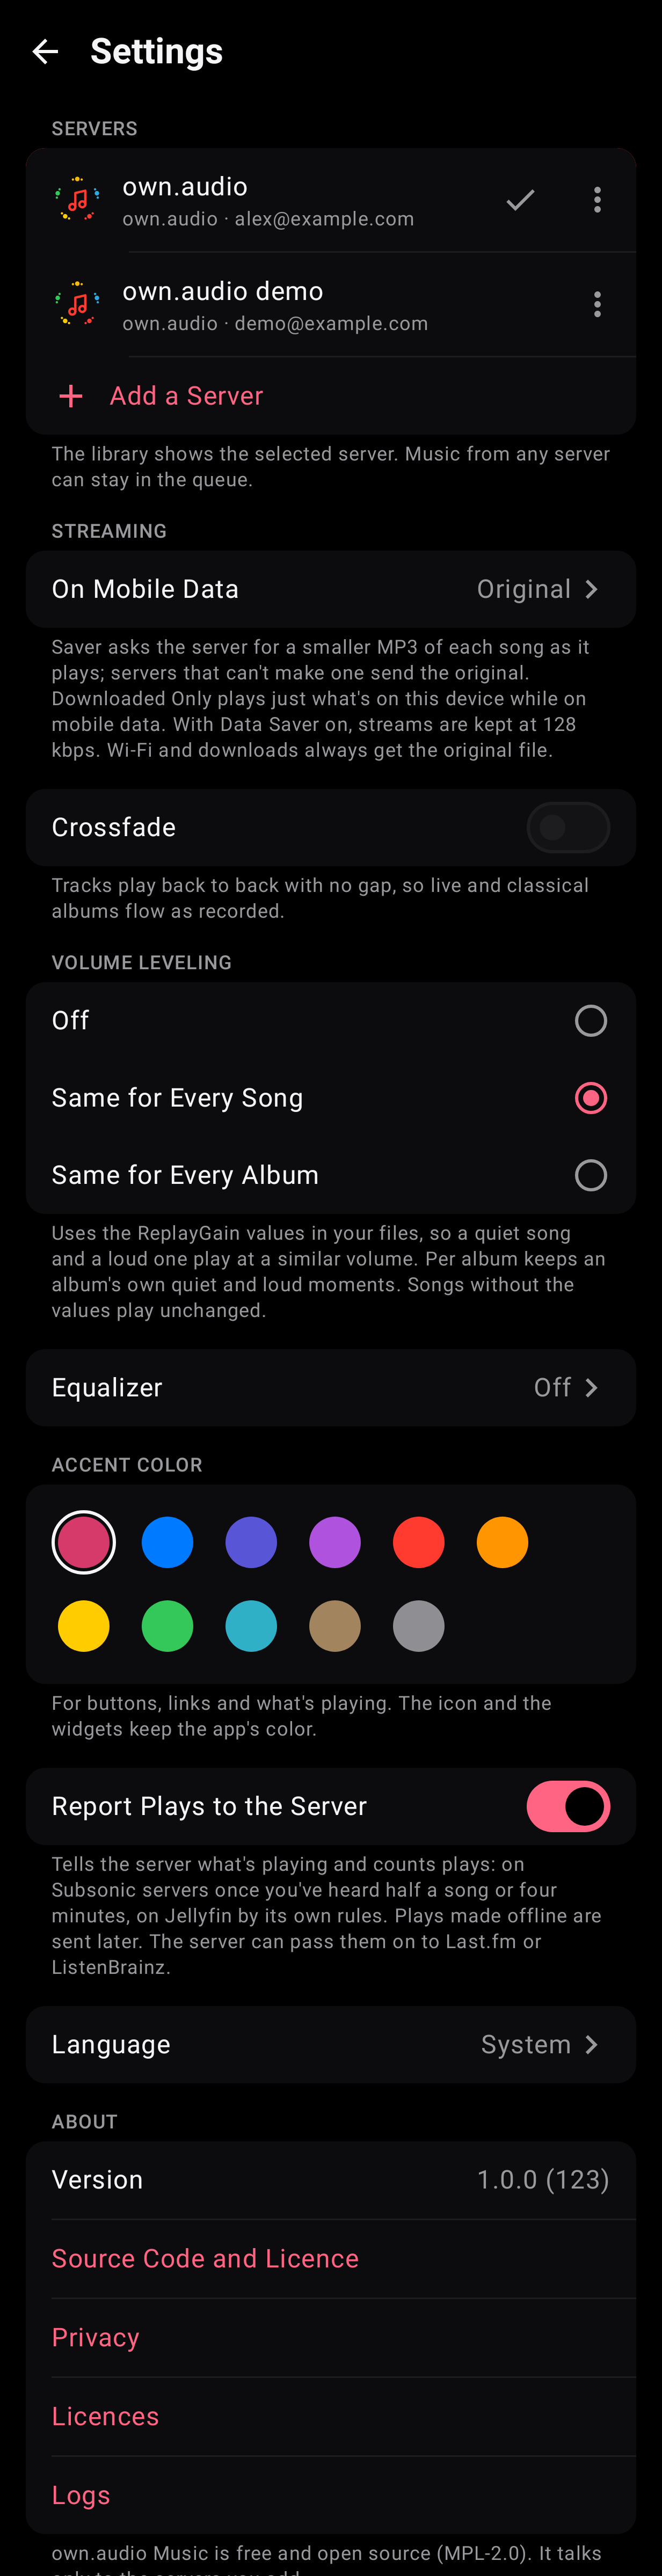 Settings
SERVERS
own.audio
own.audio · alex@example.com
own.audio demo
own.audio · demo@example.com
Add a Server
The library shows the selected server. Music from any server
can stay in the queue.
STREAMING
On Mobile Data
Original
Saver asks the server for a smaller MP3 of each song as it
plays; servers that can't make one send the original.
Downloaded Only plays just what's on this device while on
mobile data. With Data Saver on, streams are kept at 128
kbps. Wi-Fi and downloads always get the original file.
Crossfade
Tracks play back to back with no gap, so live and classical
albums flow as recorded.
VOLUME LEVELING
Off
Same for Every Song
Same for Every Album
Uses the ReplayGain values in your files, so a quiet song
and a loud one play at a similar volume. Per album keeps an
album's own quiet and loud moments. Songs without the
values play unchanged.
Equalizer
Off
ACCENT COLOR
For buttons, links and what's playing. The icon and the
widgets keep the app's color.
Report Plays to the Server
Tells the server what's playing and counts plays: on
Subsonic servers once you've heard half a song or four
minutes, on Jellyfin by its own rules. Plays made offline are
sent later. The server can pass them on to Last.fm or
ListenBrainz.
Language
System
ABOUT
Version
1.0.0 (123)
Source Code and Licence
Privacy
Licences
Logs
own.audio Music is free and open source (MPL-2.0). It talks